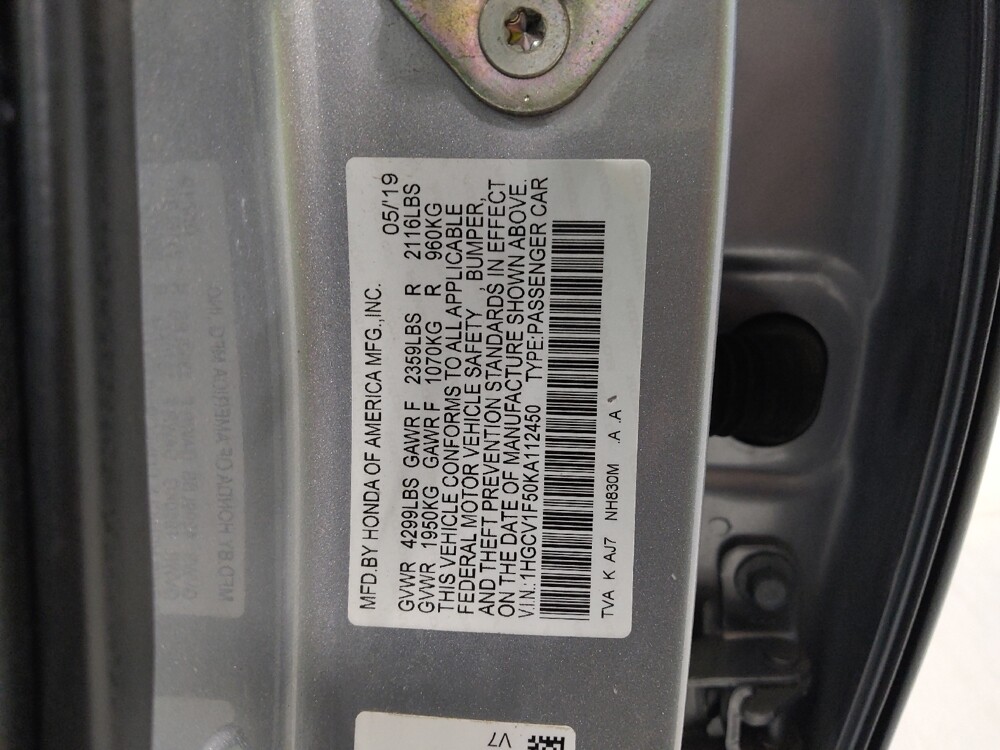 MFD.BY HONDA OF AMERICA MFG.,INC. 05/'19
GVWR 4299LBS GAWR F 2359LBS R 2116LBS
GVWR 1950KG GAWR F 1070KG R 960KG
THIS VEHICLE CONFORMS TO ALL APPLICABLE
FEDERAL MOTOR VEHICLE SAFETY , BUMPER,
AND THEFT PREVENTION STANDARDS IN EFFECT
ON THE DATE OF MANUFACTURE SHOWN ABOVE.
V.I.N.:1HGCV1F50KA112450 TYPE:PASSENGER CAR
TVA K AJ7 NH830M .A .A
V7